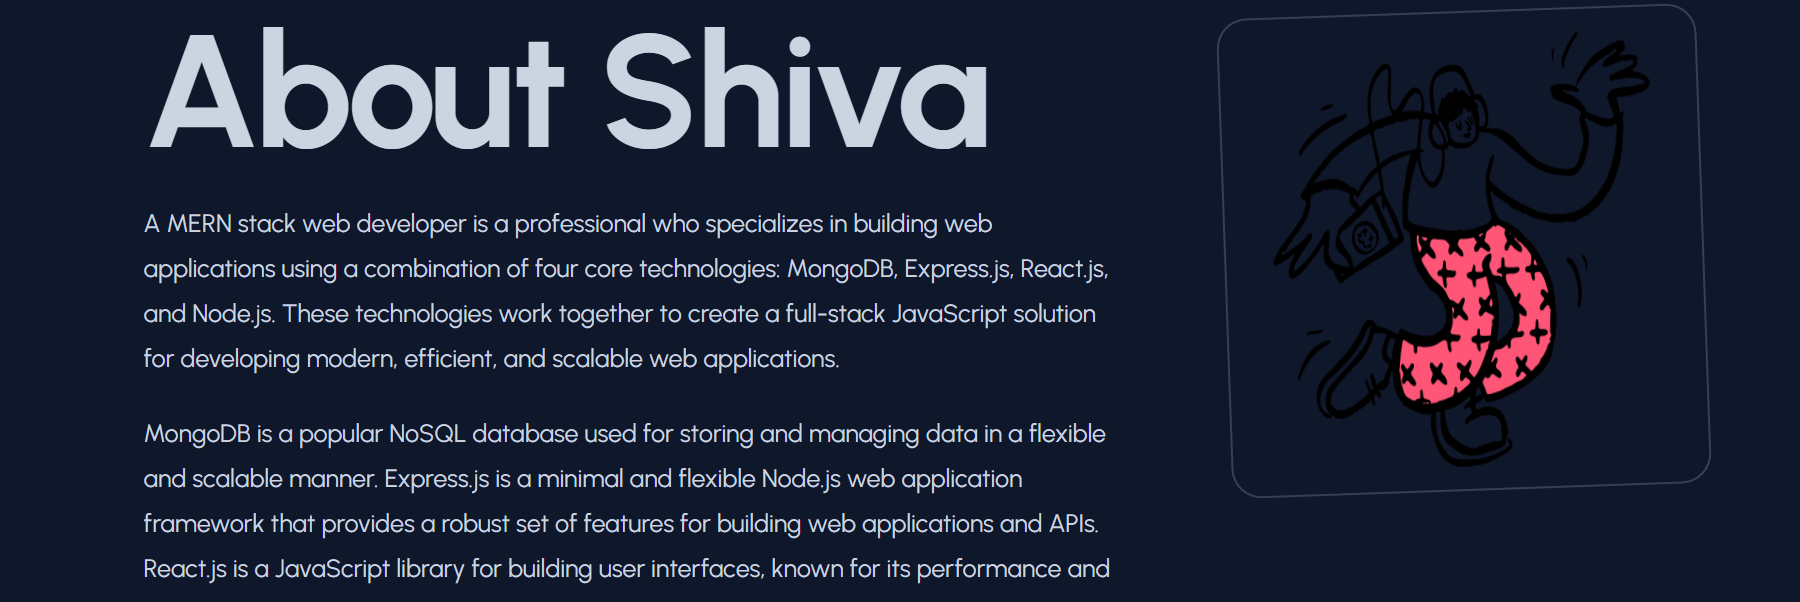 About Shiva
A MERN stack web developer is a professional who specializes in building web
applications using a combination of four core technologies: MongoDB, Express.js, React.js,
and Node.js. These technologies work together to create a full-stack JavaScript solution
for developing modern, efficient, and scalable web applications.
MongoDB is a popular NoSQL database used for storing and managing data in a flexible
and scalable manner. Express.js is a minimal and flexible Node.js web application
framework that provides a robust set of features for building web applications and APIs.
React.js is a JavaScript library for building user interfaces, known for its performance and